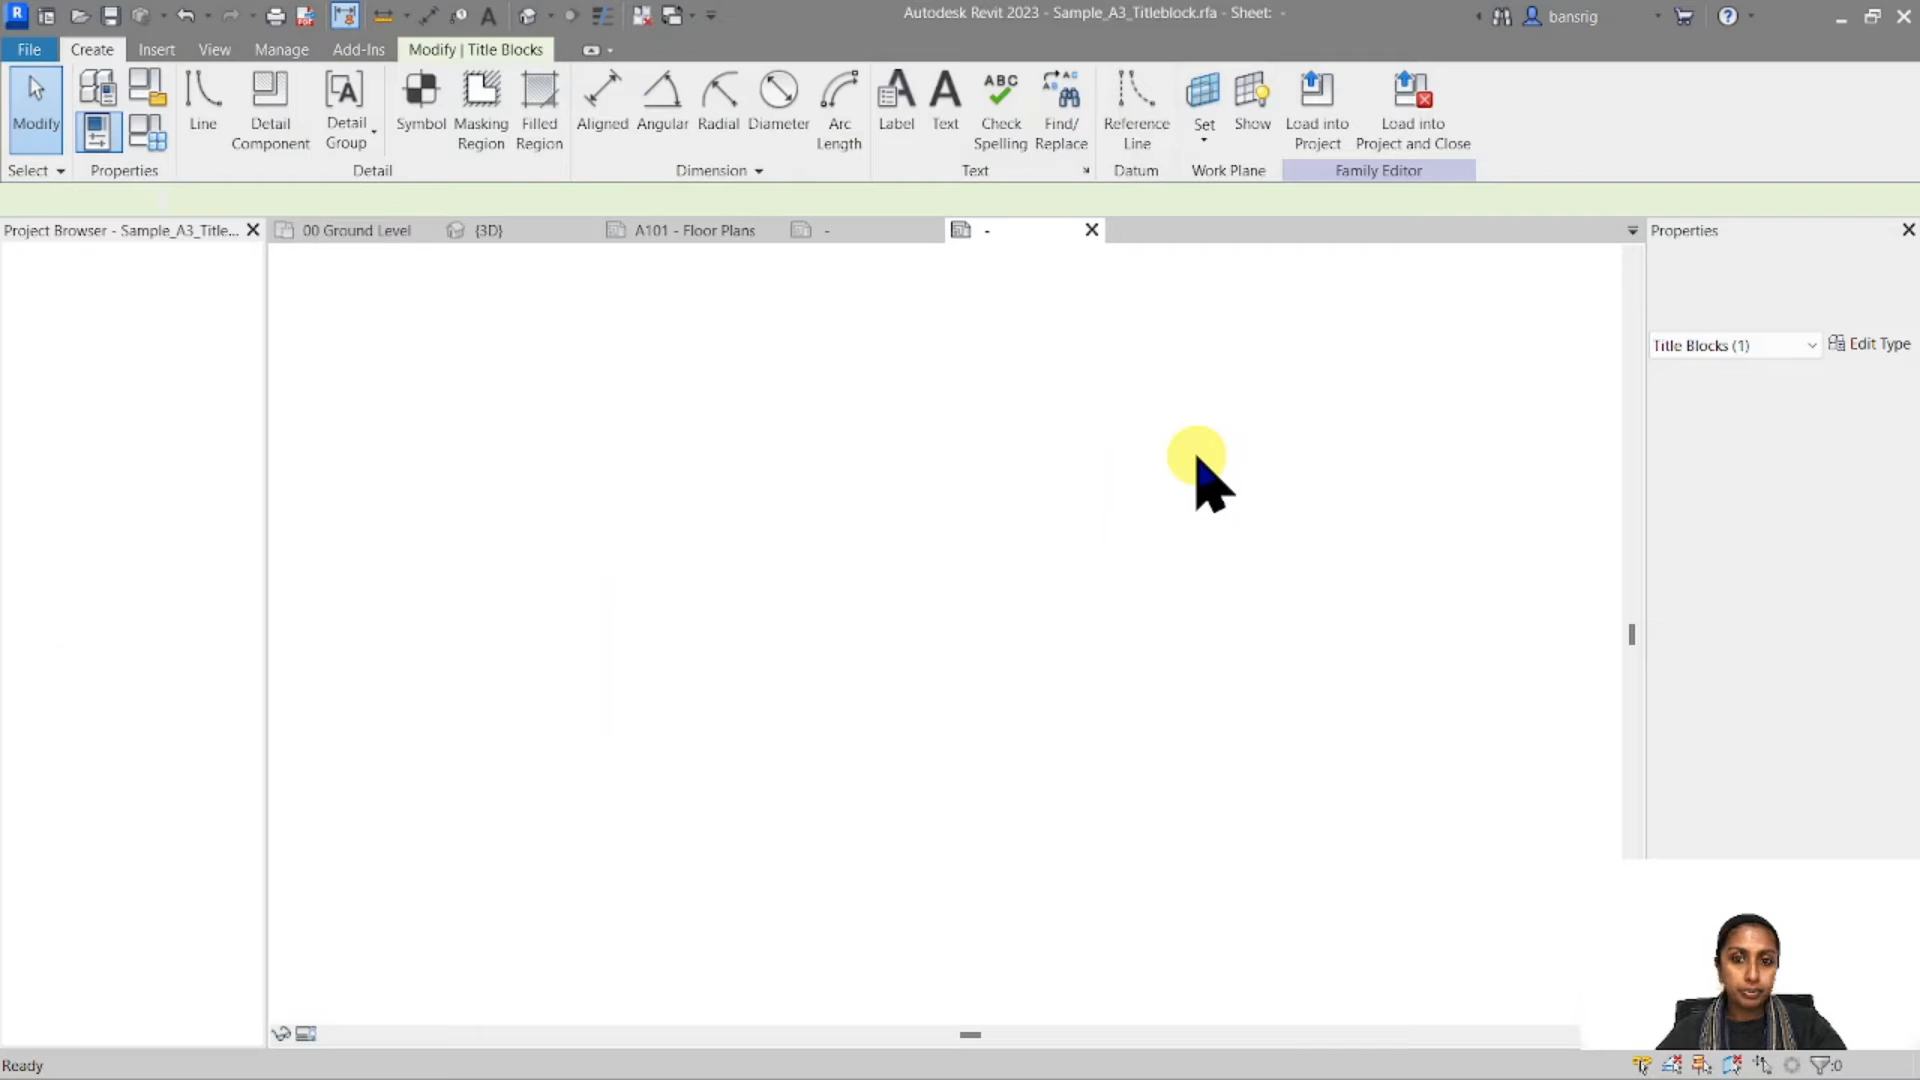 Autodesk Revit 2023 - Sample_A3_Titleblock.rfa - Sheet: -
bansrig
File Create Insert View Manage Add-Ins Modify | Title Blocks
Modify
Line
Detail Component
Detail Group
Symbol
Masking Region
Filled Region
Aligned
Angular
Radial
Diameter
Arc Length
Label
Text
Check Spelling
Find/ Replace
Reference Line
Set
Show
Load into Project
Load into Project and Close
Select Properties Detail Dimension Text Datum Work Plane Family Editor
Project Browser - Sample_A3_Title...
00 Ground Level
{3D}
A101 - Floor Plans
-
-
Properties
Title Blocks (1)
Edit Type
Ready
:0